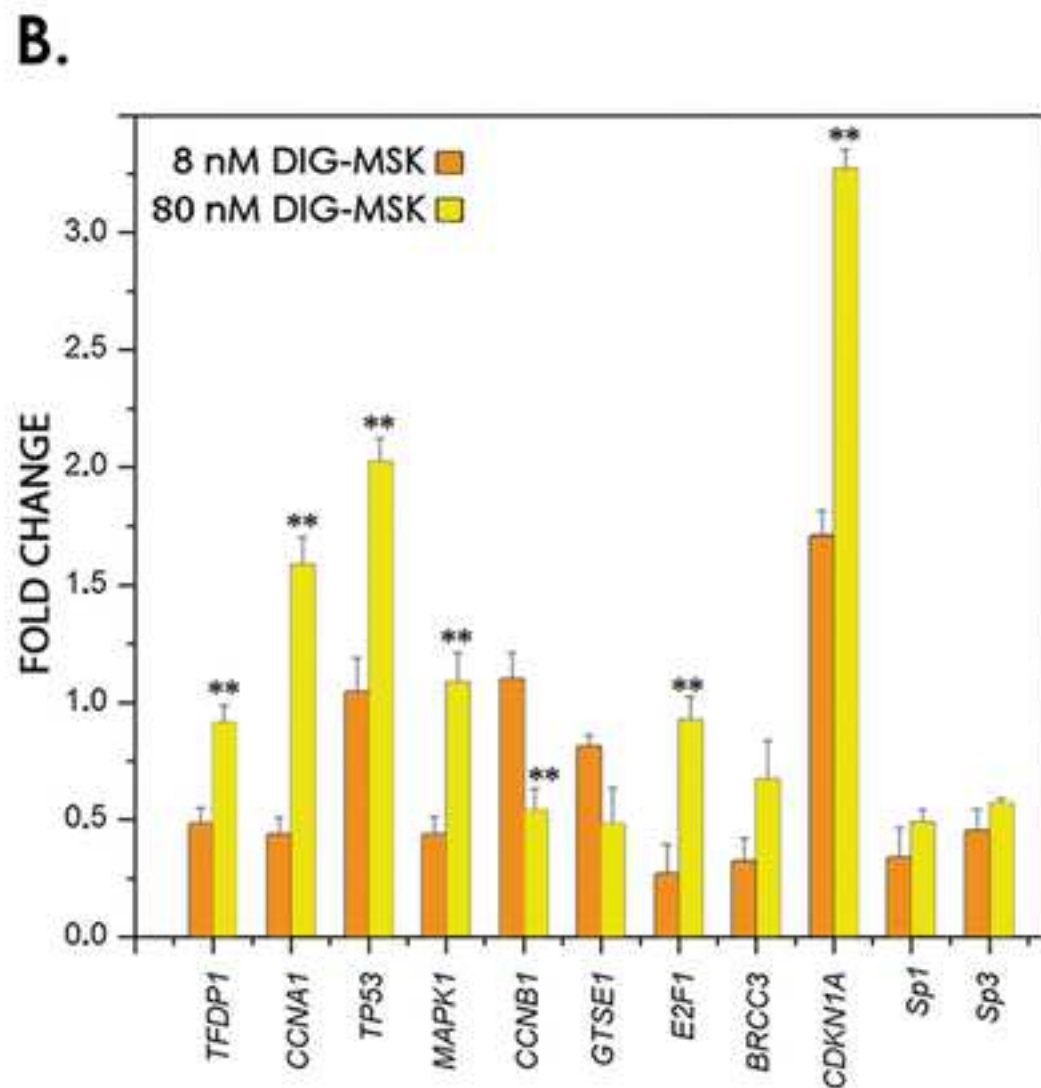 B.
8 nM DIG-MSK
80 nM DIG-MSK
FOLD CHANGE
3.0
2.5
2.0
1.5
1.0
0.5
0.0
**
**
**
**
**
**
**
TFDP1
CCNA1
TP53
MAPK1
CCNB1
GTSE1
E2F1
BRCC3
CDKN1A
Sp1
Sp3